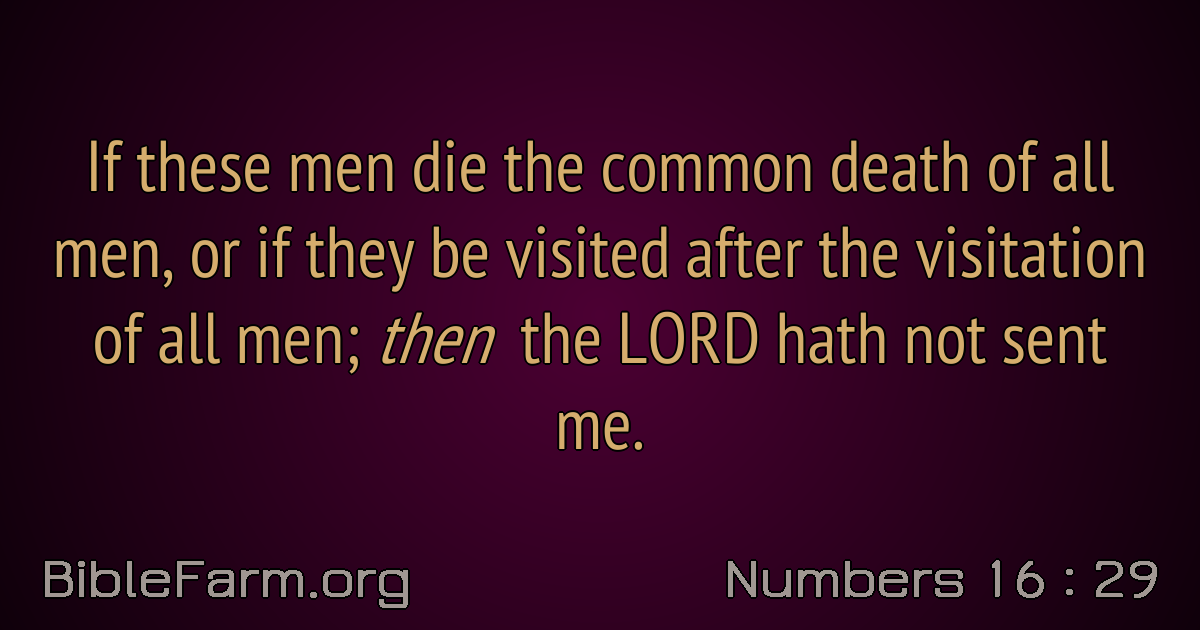 If these men die the common death of all
men, or if they be visited after the visitation
of all men; then the LORD hath not sent
me.
BibleFarm.org
Numbers 16 : 29